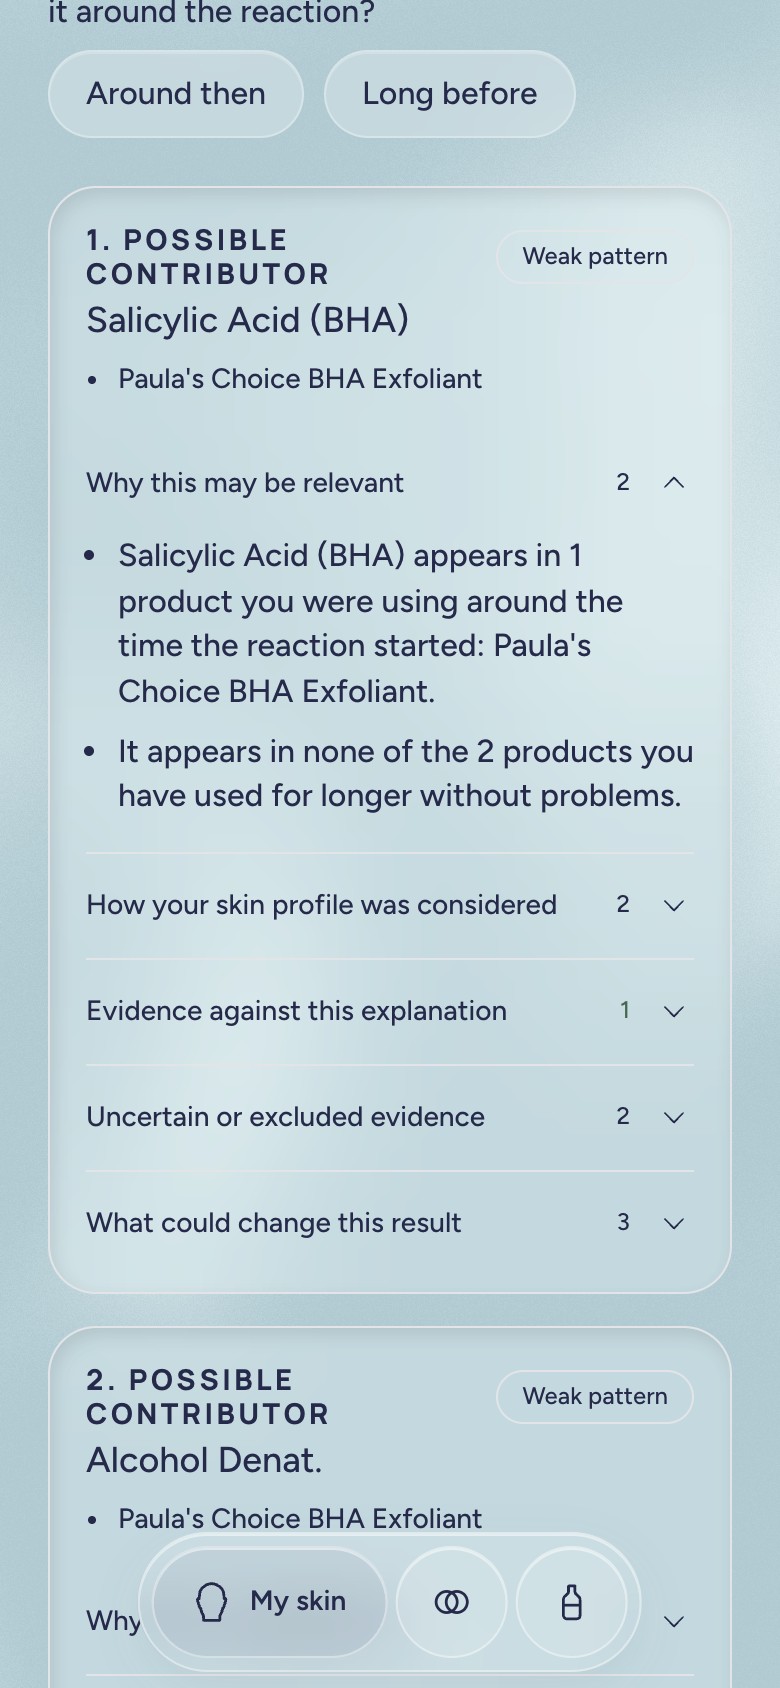 it around the reaction?
Around then
Long before
1. POSSIBLE
CONTRIBUTOR
Weak pattern
Salicylic Acid (BHA)
• Paula's Choice BHA Exfoliant
Why this may be relevant 2
• Salicylic Acid (BHA) appears in 1
product you were using around the
time the reaction started: Paula's
Choice BHA Exfoliant.
• It appears in none of the 2 products you
have used for longer without problems.
How your skin profile was considered 2
Evidence against this explanation 1
Uncertain or excluded evidence 2
What could change this result 3
2. POSSIBLE
CONTRIBUTOR
Weak pattern
Alcohol Denat.
• Paula's Choice BHA Exfoliant
Why
My skin